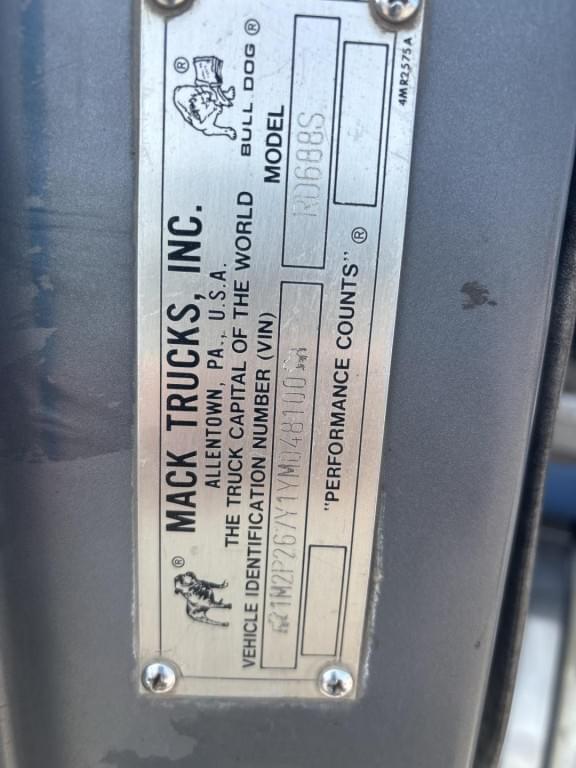 MACK TRUCKS, INC.
ALLENTOWN, PA., U.S.A.
THE TRUCK CAPITAL OF THE WORLD
BULL DOG ®
VEHICLE IDENTIFICATION NUMBER (VIN)
MODEL
1M2P267Y1YM048100
RD688S
"PERFORMANCE COUNTS" ®
4MR2575A